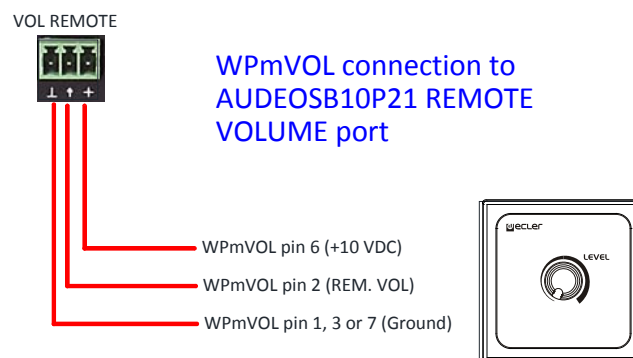 VOL REMOTE
WPmVOL connection to
AUDEOSB10P21 REMOTE
VOLUME port
WPmVOL pin 6 (+10 VDC)
WPmVOL pin 2 (REM. VOL)
WPmVOL pin 1, 3 or 7 (Ground)
ecler
LEVEL